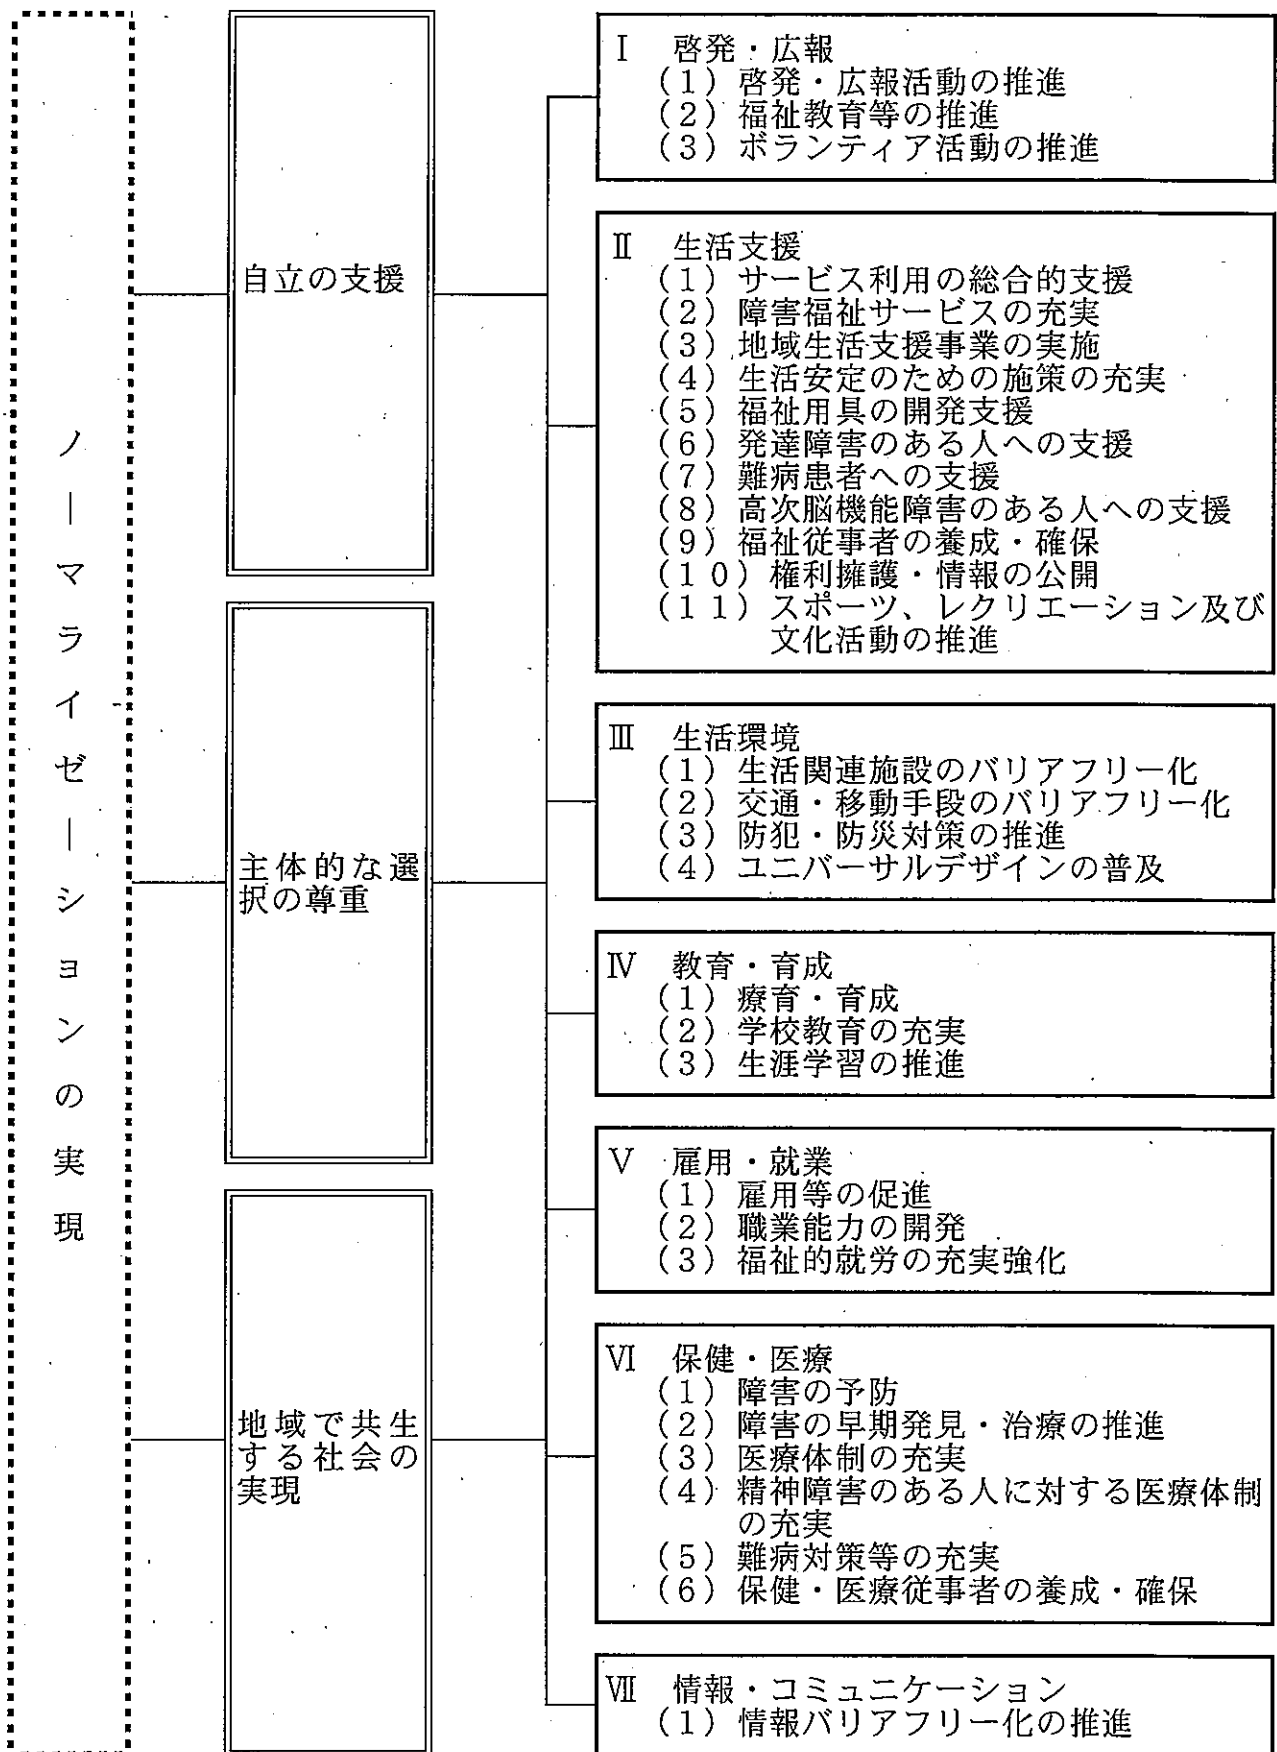 ノーマライゼーションの実現
自立の支援
主体的な選
択の尊重
地域で共生
する社会の
実現
Ⅰ 啓発・広報
(1) 啓発・広報活動の推進
(2) 福祉教育等の推進
(3) ボランティア活動の推進
Ⅱ 生活支援
(1) サービス利用の総合的支援
(2) 障害福祉サービスの充実
(3) 地域生活支援事業の実施
(4) 生活安定のための施策の充実
(5) 福祉用具の開発支援
(6) 発達障害のある人への支援
(7) 難病患者への支援
(8) 高次脳機能障害のある人への支援
(9) 福祉従事者の養成・確保
(10) 権利擁護・情報の公開
(11) スポーツ、レクリエーション及び
文化活動の推進
Ⅲ 生活環境
(1) 生活関連施設のバリアフリー化
(2) 交通・移動手段のバリアフリー化
(3) 防犯・防災対策の推進
(4) ユニバーサルデザインの普及
Ⅳ 教育・育成
(1) 療育・育成
(2) 学校教育の充実
(3) 生涯学習の推進
Ⅴ 雇用・就業
(1) 雇用等の促進
(2) 職業能力の開発
(3) 福祉的就労の充実強化
Ⅵ 保健・医療
(1) 障害の予防
(2) 障害の早期発見・治療の推進
(3) 医療体制の充実
(4) 精神障害のある人に対する医療体制
の充実
(5) 難病対策等の充実
(6) 保健・医療従事者の養成・確保
Ⅶ 情報・コミュニケーション
(1) 情報バリアフリー化の推進